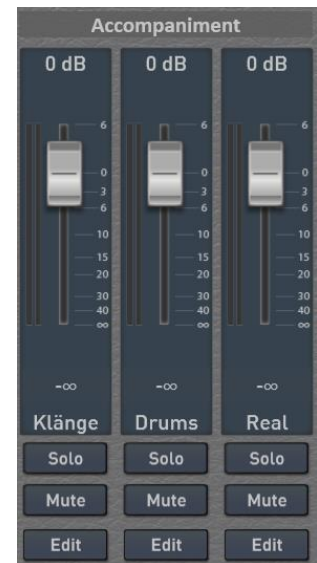 Accompaniment
0 dB 0 dB 0 dB
6 6 6
0 0 0
3 3 3
6 6 6
10 10 10
15 15 15
20 20 20
30 30 30
40 40 40
∞ ∞ ∞
-∞ -∞ -∞
Klänge Drums Real
Solo Solo Solo
Mute Mute Mute
Edit Edit Edit